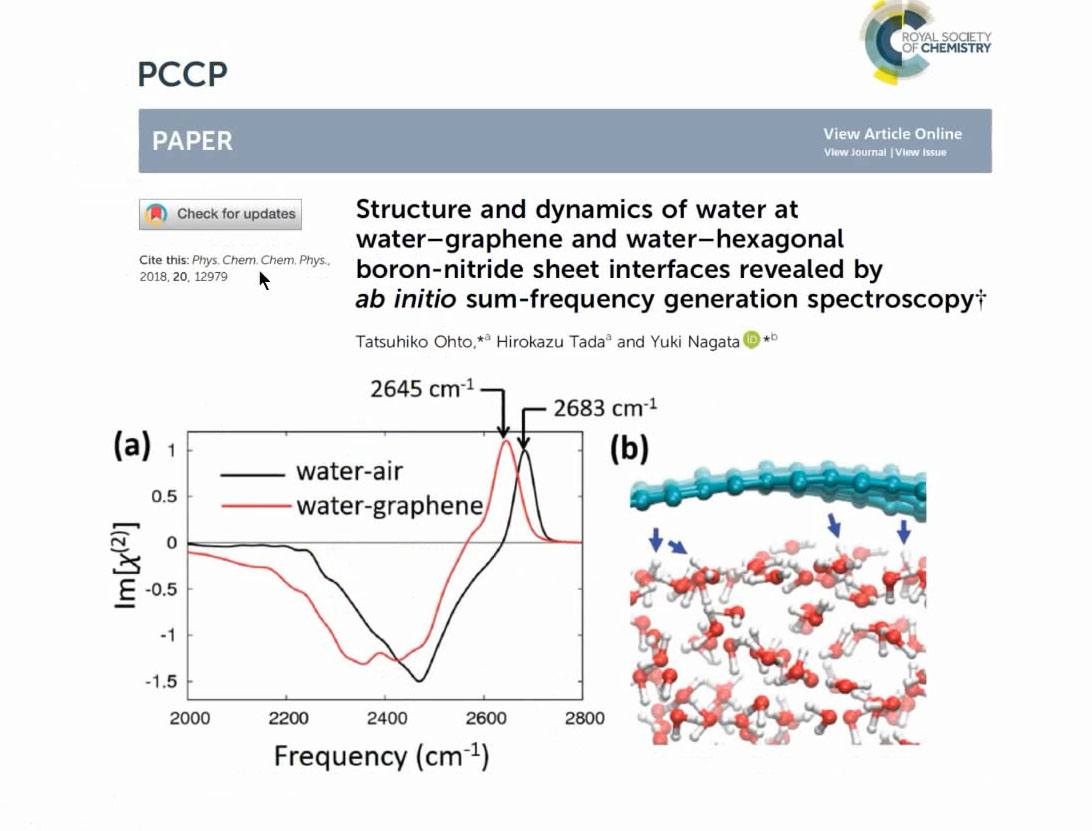 ROYAL SOCIETY
OF CHEMISTRY
PCCP
PAPER
View Article Online
View Journal | View Issue
Check for updates
Cite this: Phys. Chem. Chem. Phys.,
2018, 20, 12979
Structure and dynamics of water at
water–graphene and water–hexagonal
boron-nitride sheet interfaces revealed by
ab initio sum-frequency generation spectroscopy†
Tatsuhiko Ohto,*ᵃ Hirokazu Tadaᵃ and Yuki Nagata iD *ᵇ
2645 cm⁻¹
2683 cm⁻¹
(a)
(b)
water-air
water-graphene
1
0.5
0
-0.5
-1
-1.5
Im[χ⁽²⁾]
2000 2200 2400 2600 2800
Frequency (cm⁻¹)